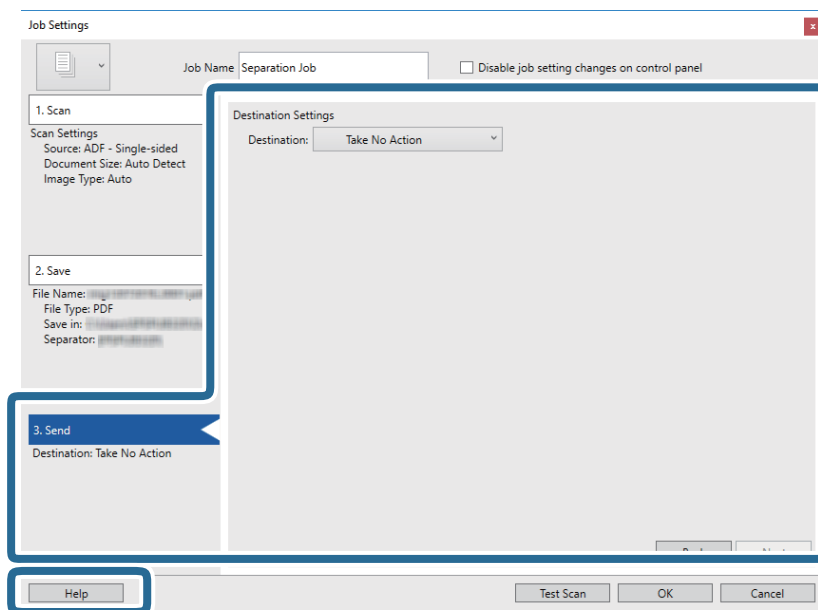 Job Settings
x
Job Name Separation Job
Disable job setting changes on control panel
1. Scan
Scan Settings
Source: ADF - Single-sided
Document Size: Auto Detect
Image Type: Auto
2. Save
File Name:
File Type: PDF
Save in:
Separator:
3. Send
Destination: Take No Action
Destination Settings
Destination: Take No Action
Help
Test Scan
OK
Cancel